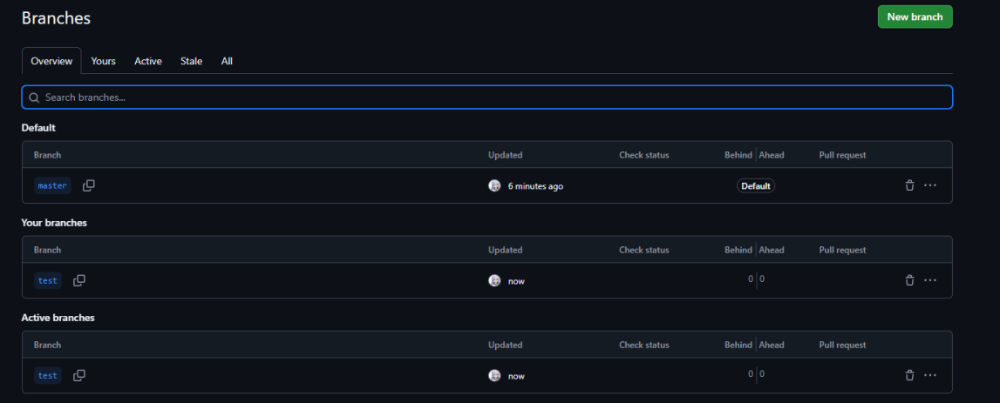 Branches
New branch
Overview Yours Active Stale All
Search branches...
Default
Branch Updated Check status Behind Ahead Pull request
master 6 minutes ago Default
Your branches
Branch Updated Check status Behind Ahead Pull request
test now 0 0
Active branches
Branch Updated Check status Behind Ahead Pull request
test now 0 0